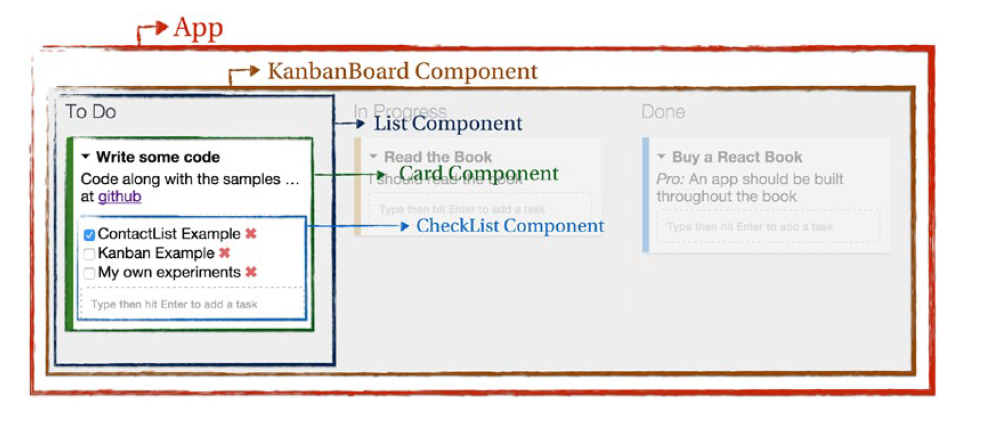 App
KanbanBoard Component
To Do
In Progress
Done
List Component
Write some code
Code along with the samples ...
at github
ContactList Example ✖
Kanban Example ✖
My own experiments ✖
Type then hit Enter to add a task
Read the Book
Card Component
I should read the book
Type then hit Enter to add a task
CheckList Component
Buy a React Book
Pro: An app should be built
throughout the book
Type then hit Enter to add a task